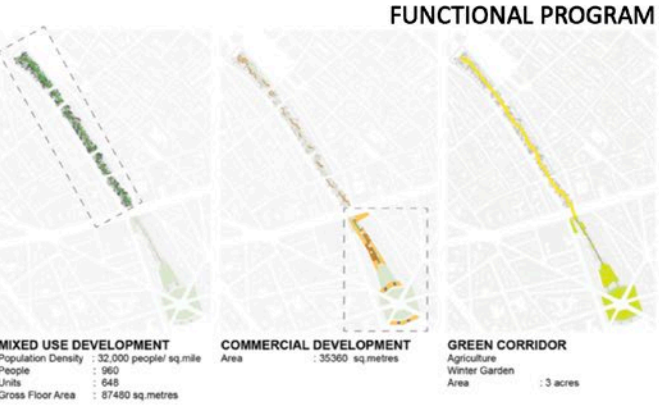 FUNCTIONAL PROGRAM
MIXED USE DEVELOPMENT
Population Density : 32,000 people/ sq.mile
People : 960
Units : 648
Gross Floor Area : 87480 sq.metres
COMMERCIAL DEVELOPMENT
Area : 35360 sq.metres
GREEN CORRIDOR
Agriculture
Winter Garden
Area : 3 acres